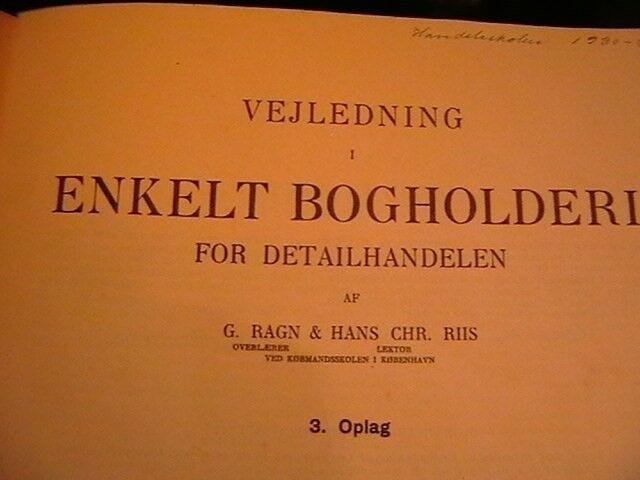 Handelsskolen 1930-
VEJLEDNING
I
ENKELT BOGHOLDERI
FOR DETAILHANDELEN
AF
G. RAGN & HANS CHR. RIIS
OVERLÆRER LEKTOR
VED KØBMANDSSKOLEN I KØBENHAVN
3. Oplag